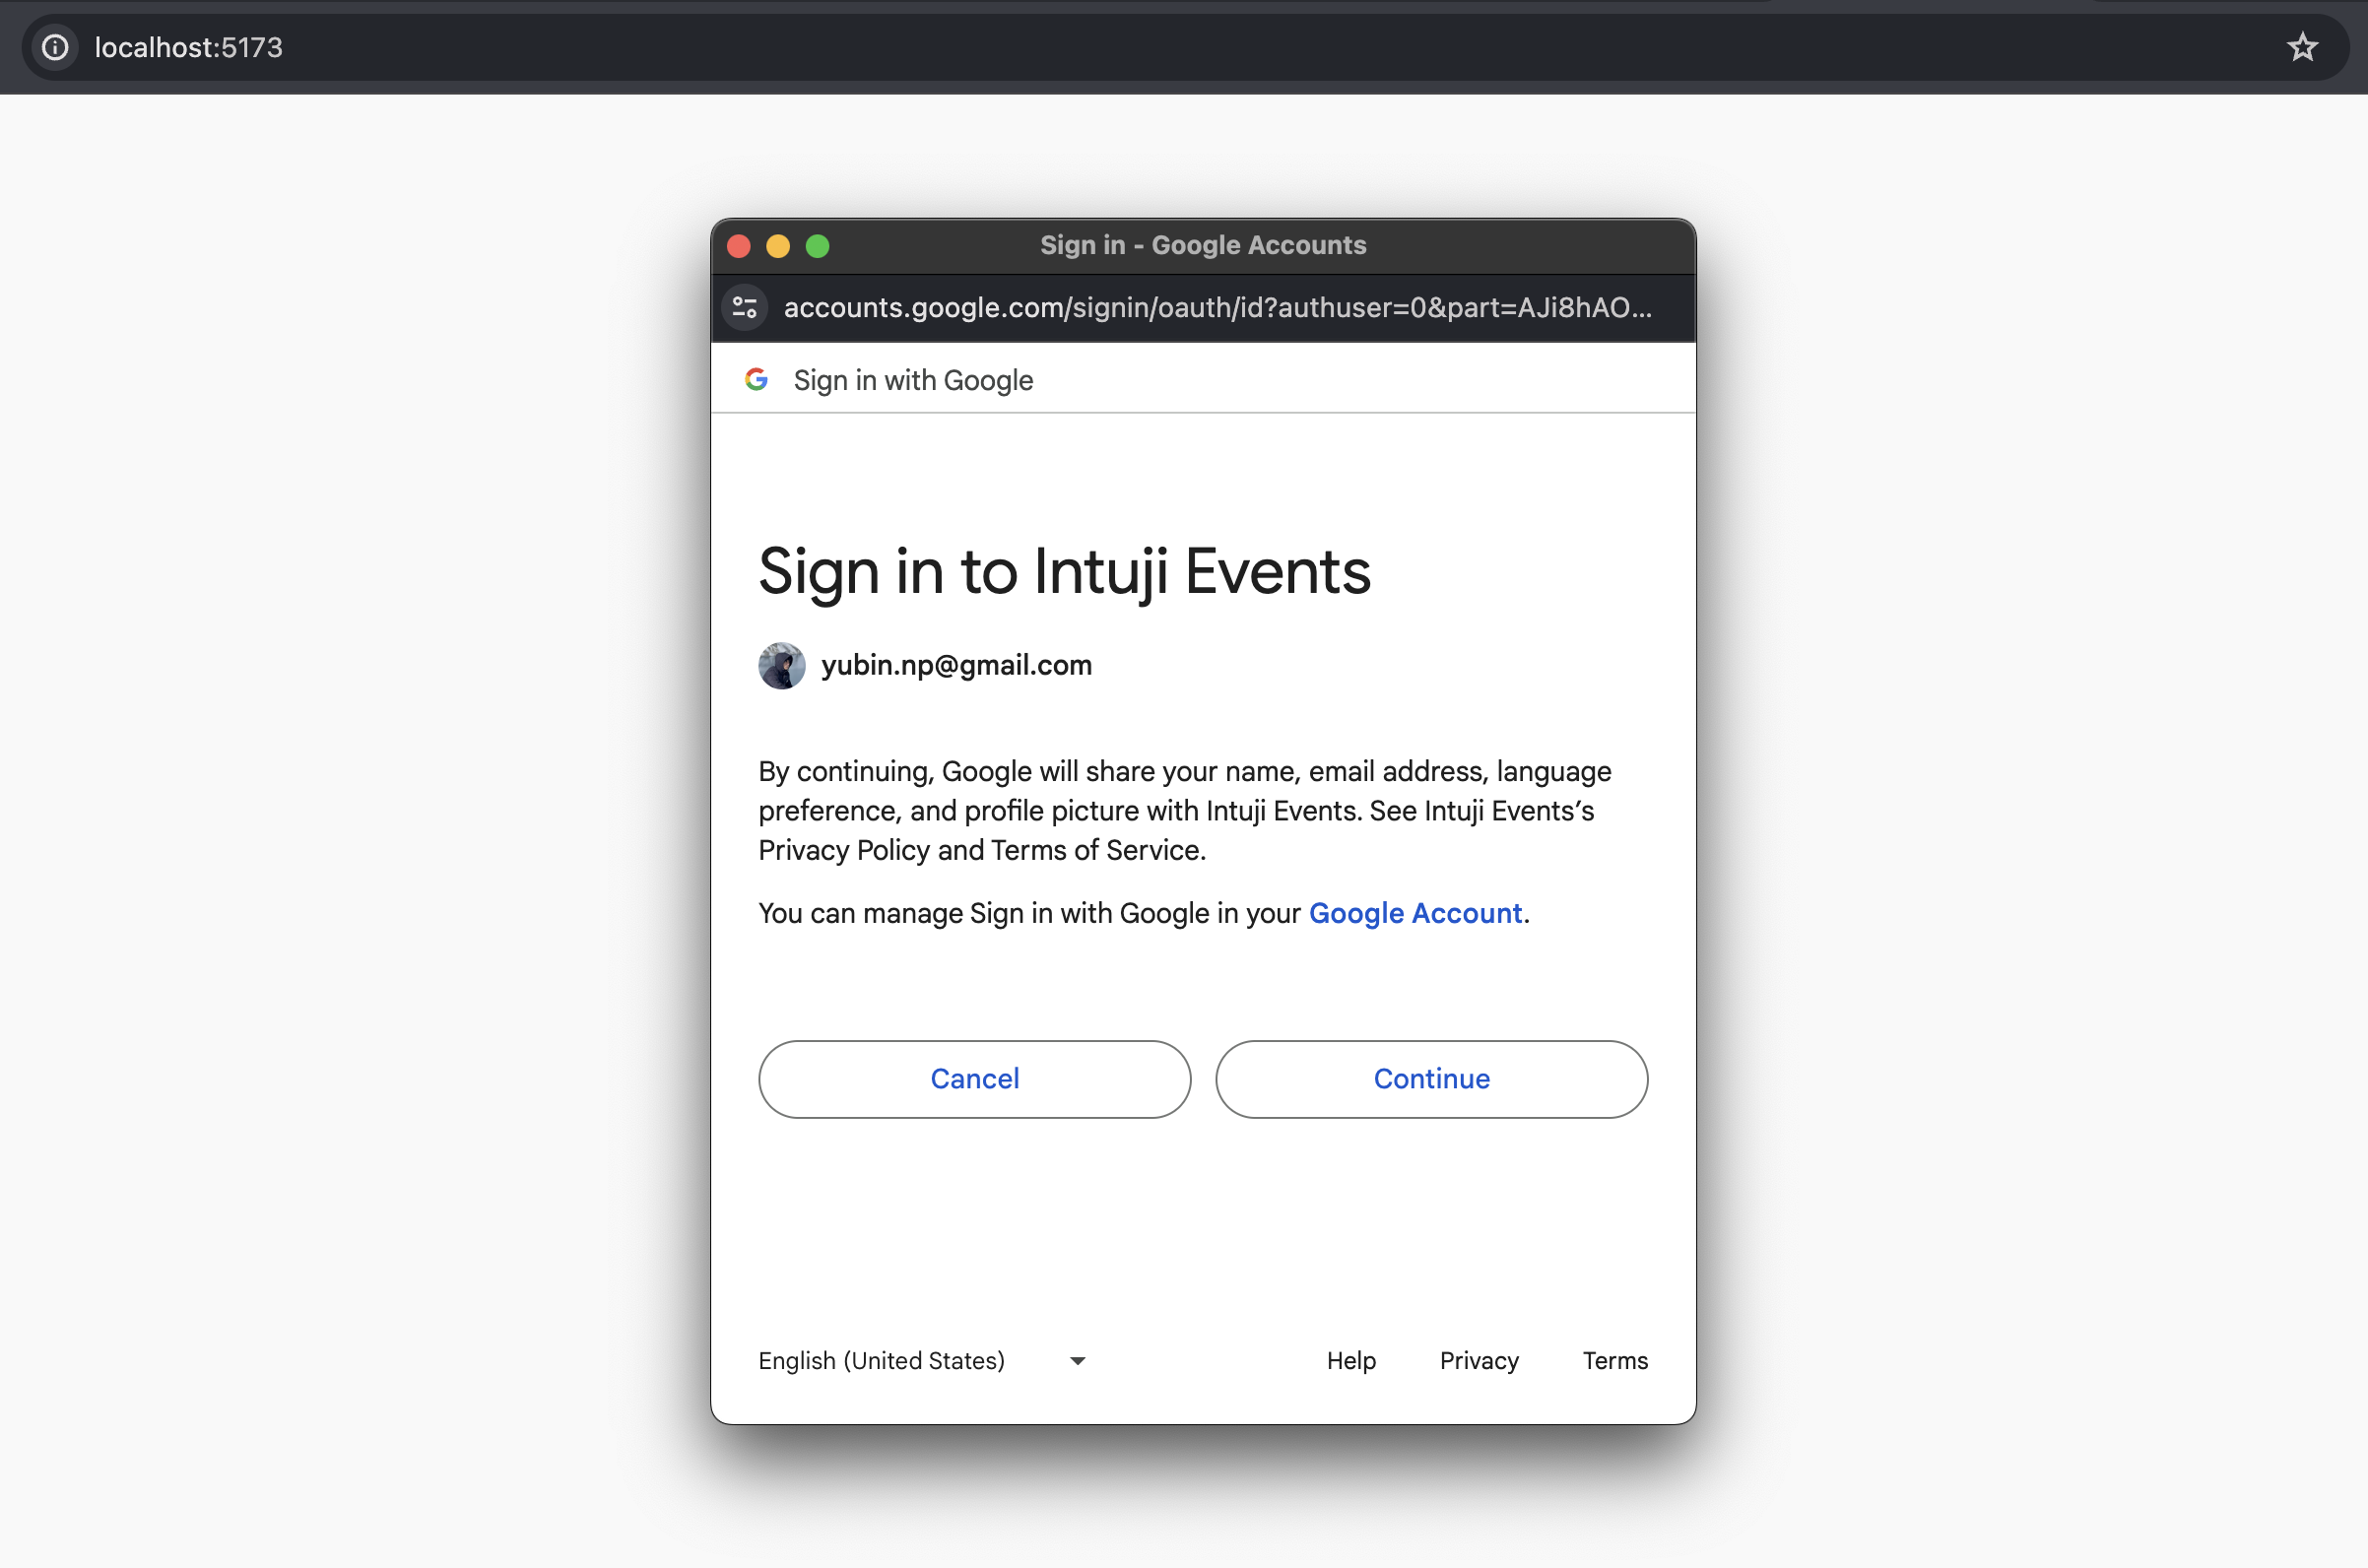 localhost:5173
Sign in - Google Accounts
accounts.google.com/signin/oauth/id?authuser=0&part=AJi8hAO...
Sign in with Google
Sign in to Intuji Events
yubin.np@gmail.com
By continuing, Google will share your name, email address, language
preference, and profile picture with Intuji Events. See Intuji Events’s
Privacy Policy and Terms of Service.
You can manage Sign in with Google in your Google Account.
Cancel Continue
English (United States) Help Privacy Terms